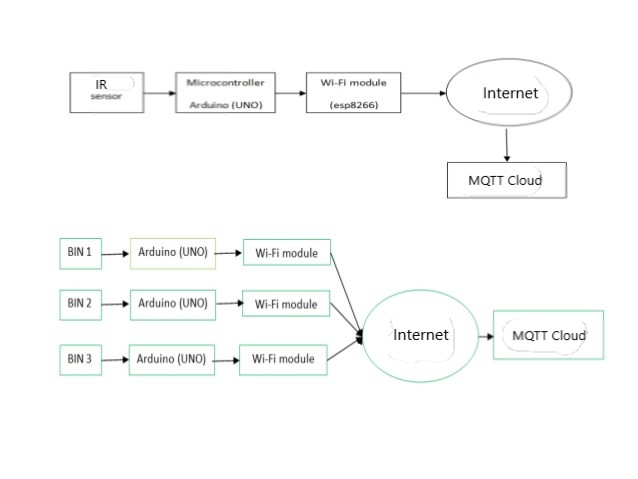 IR
sensor
Microcontroller
Arduino (UNO)
Wi-Fi module
(esp8266)
Internet
MQTT Cloud
BIN 1
Arduino (UNO)
Wi-Fi module
BIN 2
Arduino (UNO)
Wi-Fi module
BIN 3
Arduino (UNO)
Wi-Fi module
Internet
MQTT Cloud